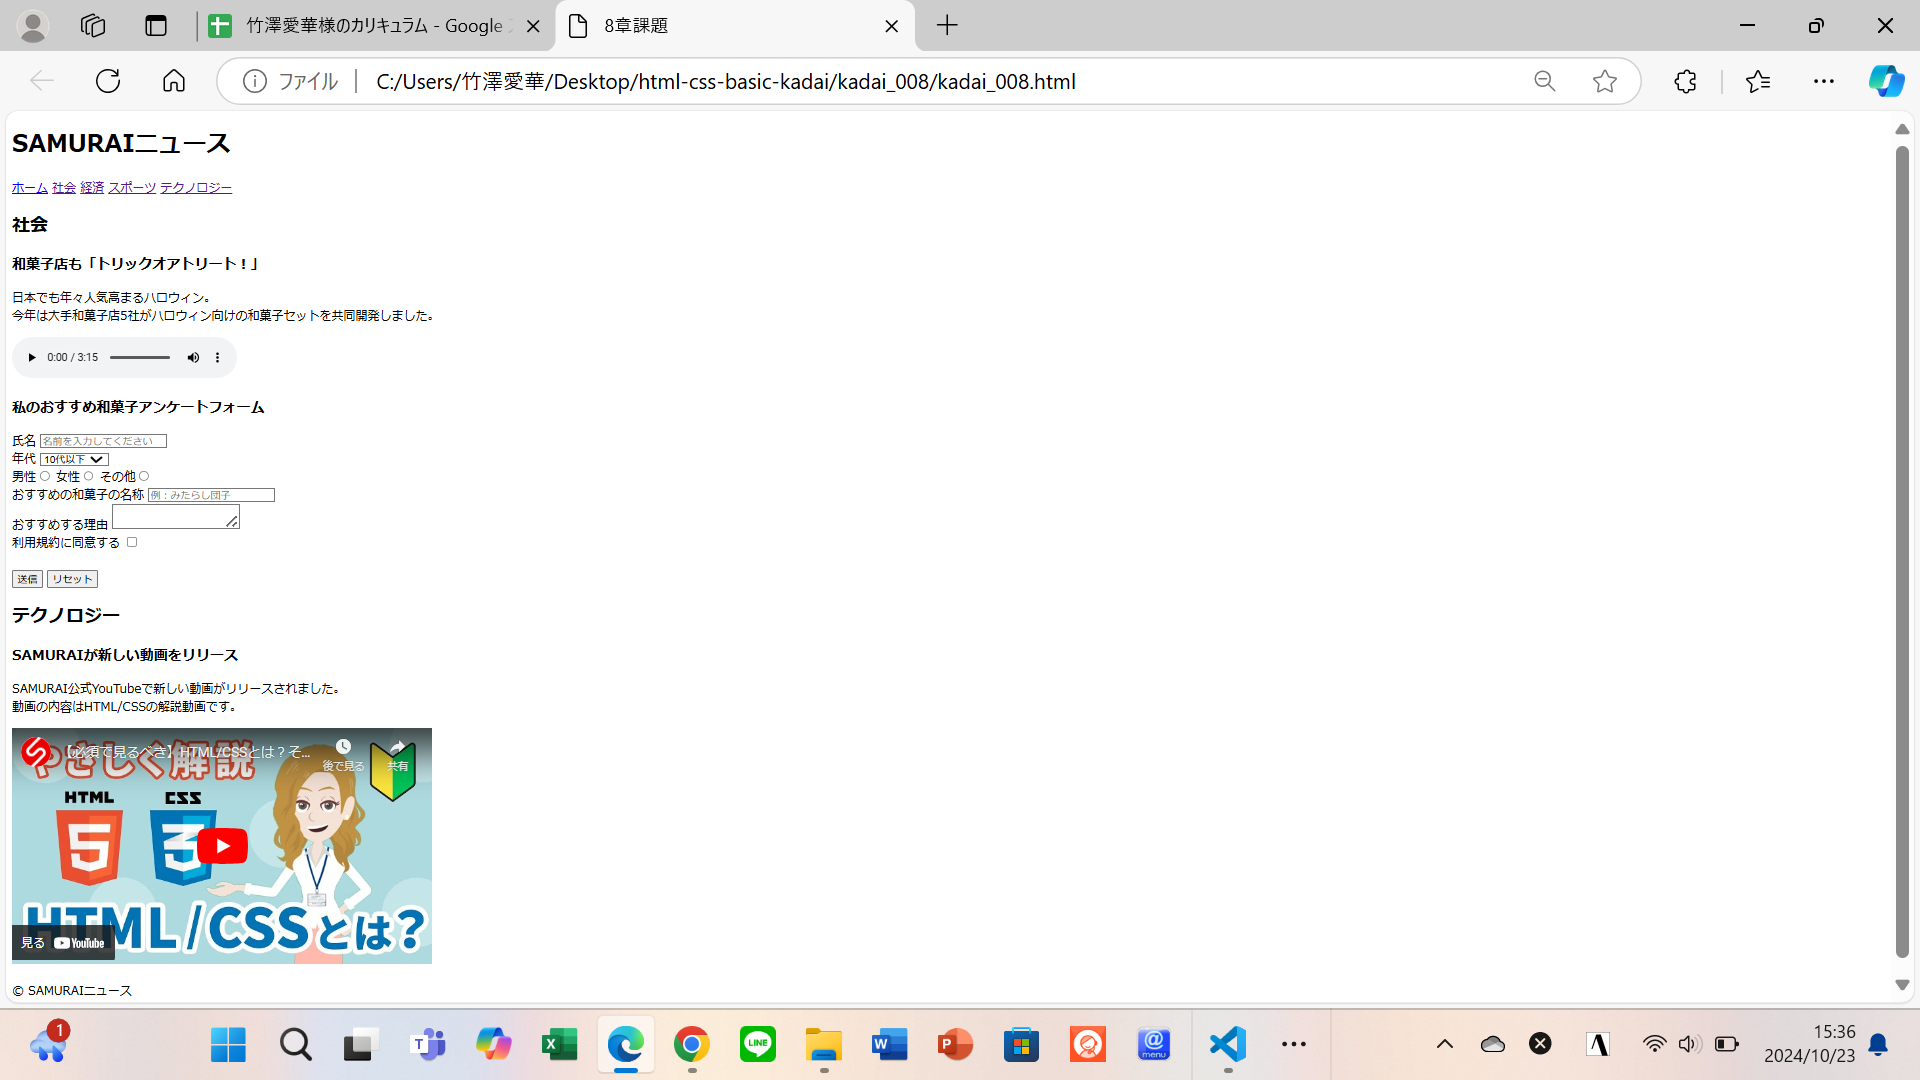 竹澤愛華様のカリキュラム - Google
8章課題
ファイル
C:/Users/竹澤愛華/Desktop/html-css-basic-kadai/kadai_008/kadai_008.html
SAMURAIニュース
ホーム 社会 経済 スポーツ テクノロジー
社会
和菓子店も「トリックオアトリート!」
日本でも年々人気高まるハロウィン。
今年は大手和菓子店5社がハロウィン向けの和菓子セットを共同開発しました。
0:00 / 3:15
私のおすすめ和菓子アンケートフォーム
氏名 名前を入力してください
年代 10代以下
男性 女性 その他
おすすめの和菓子の名称 例:みたらし団子
おすすめする理由
利用規約に同意する
送信 リセット
テクノロジー
SAMURAIが新しい動画をリリース
SAMURAI公式YouTubeで新しい動画がリリースされました。
動画の内容はHTML/CSSの解説動画です。
【必須で見るべき】HTML/CSSとは?そ...
後で見る 共有
やさしく解説
HTML CSS
5 3
HTML/CSSとは?
見る YouTube
© SAMURAIニュース
1
T
X
LINE
W
P
@
menu
A
15:36
2024/10/23